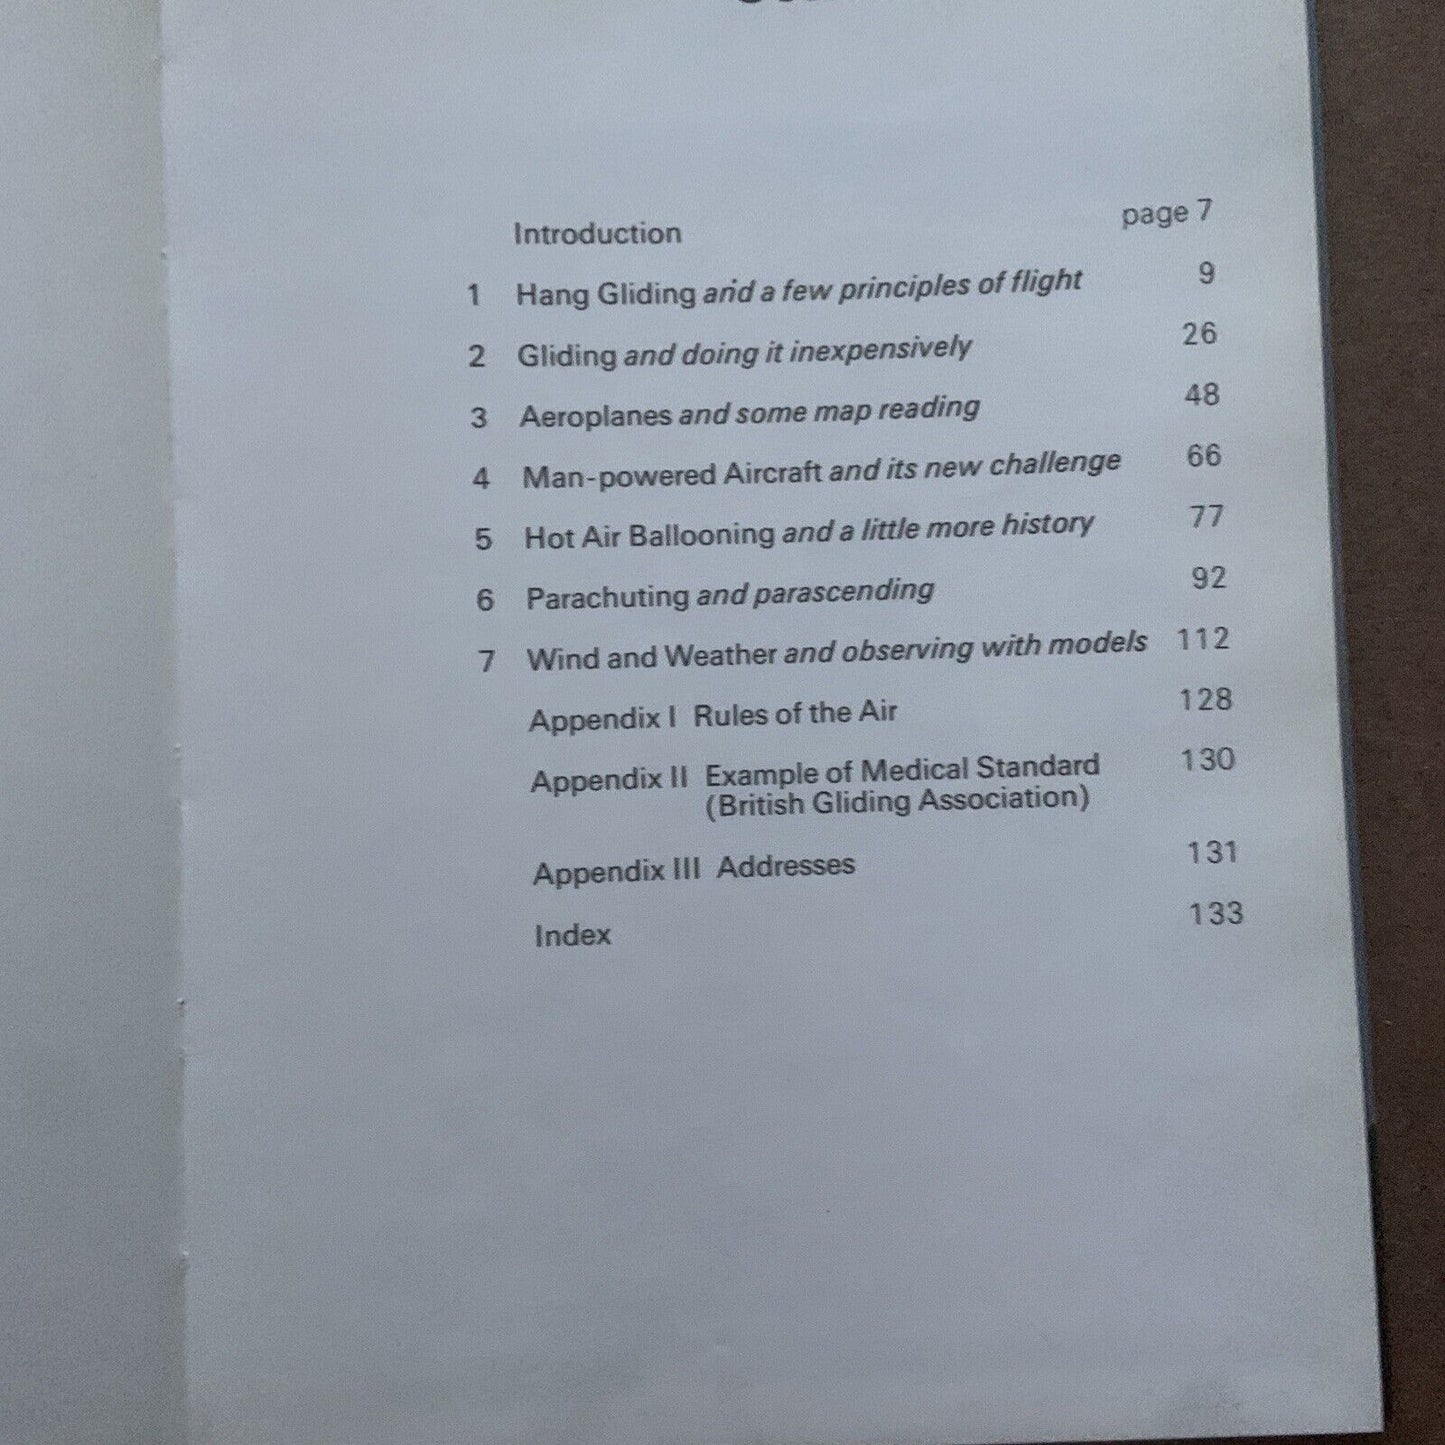 Introduction page 7
1 Hang Gliding and a few principles of flight 9
2 Gliding and doing it inexpensively 26
3 Aeroplanes and some map reading 48
4 Man-powered Aircraft and its new challenge 66
5 Hot Air Ballooning and a little more history 77
6 Parachuting and parascending 92
7 Wind and Weather and observing with models 112
Appendix I Rules of the Air 128
Appendix II Example of Medical Standard 130
(British Gliding Association)
Appendix III Addresses 131
Index 133